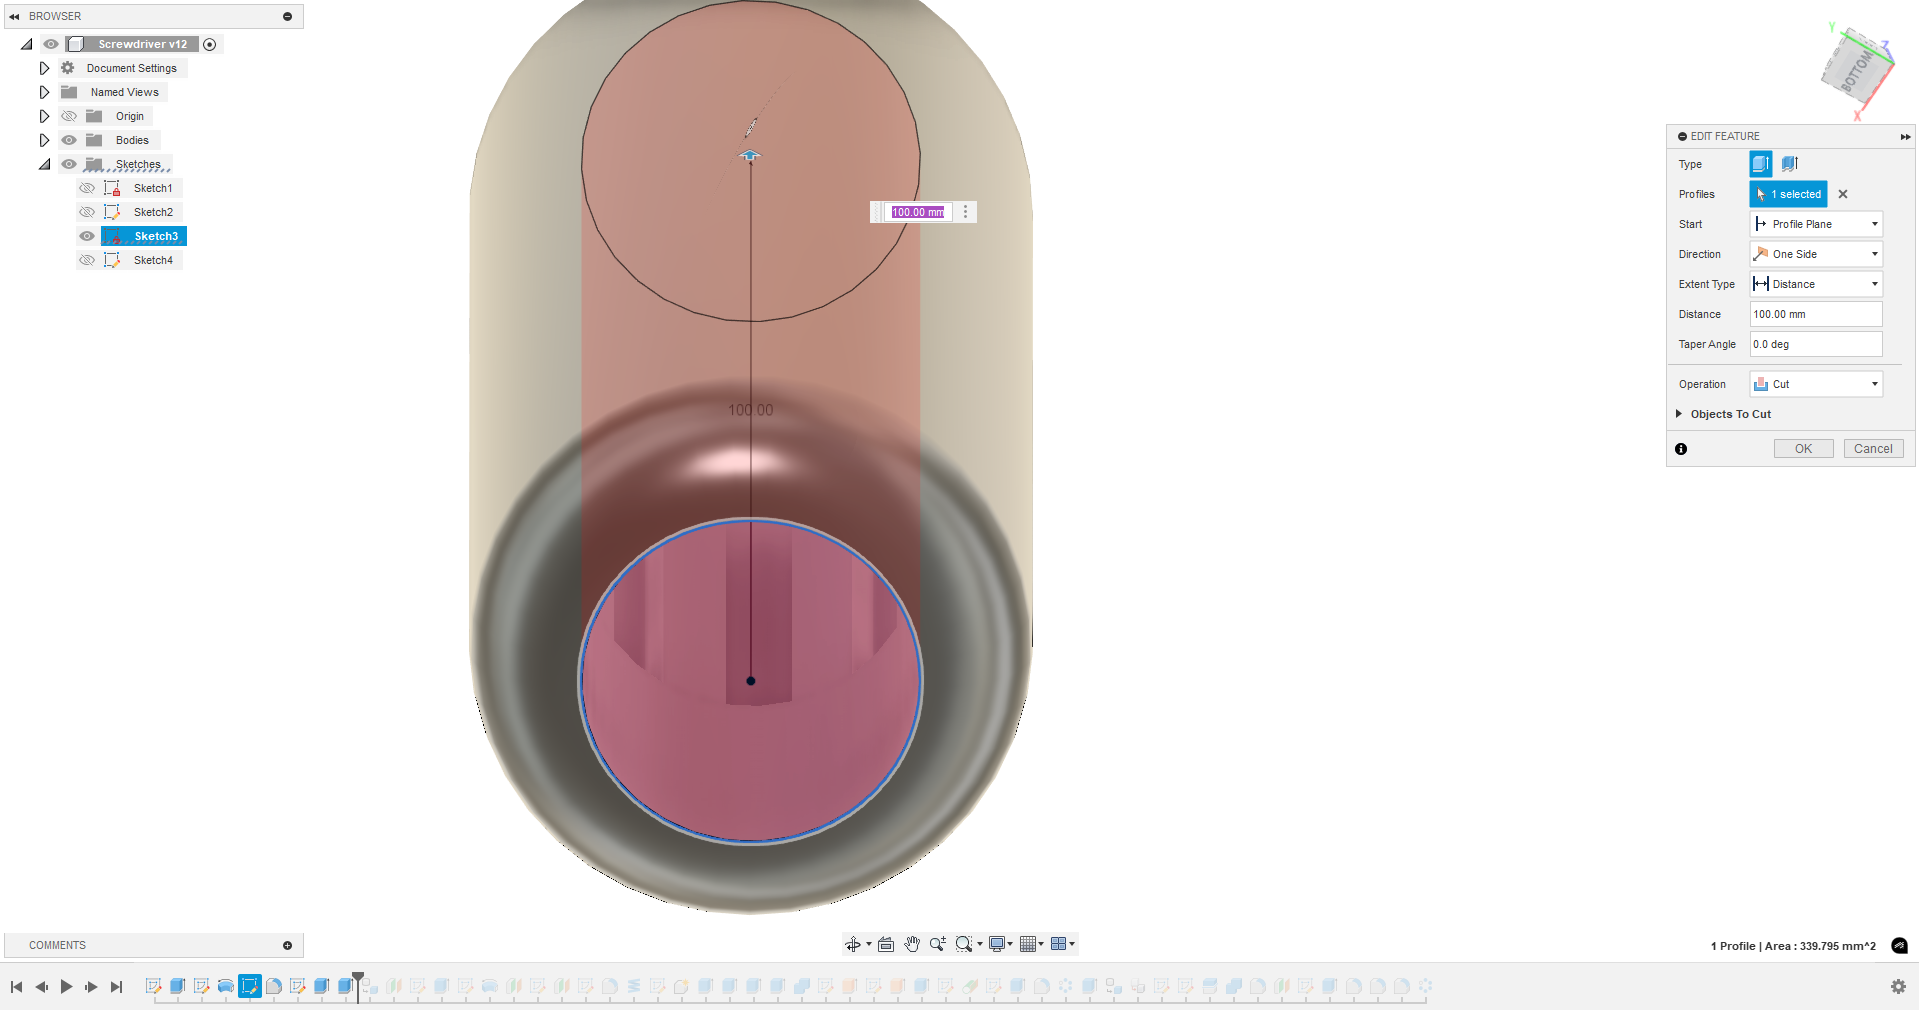 BROWSER
Screwdriver v12
Document Settings
Named Views
Origin
Bodies
Sketches
Sketch1
Sketch2
Sketch3
Sketch4
100.00 mm
100.00
Y
Z
BOTTOM
X
EDIT FEATURE
Type
Profiles 1 selected
Start Profile Plane
Direction One Side
Extent Type Distance
Distance 100.00 mm
Taper Angle 0.0 deg
Operation Cut
Objects To Cut
OK Cancel
COMMENTS
1 Profile | Area : 339.795 mm^2